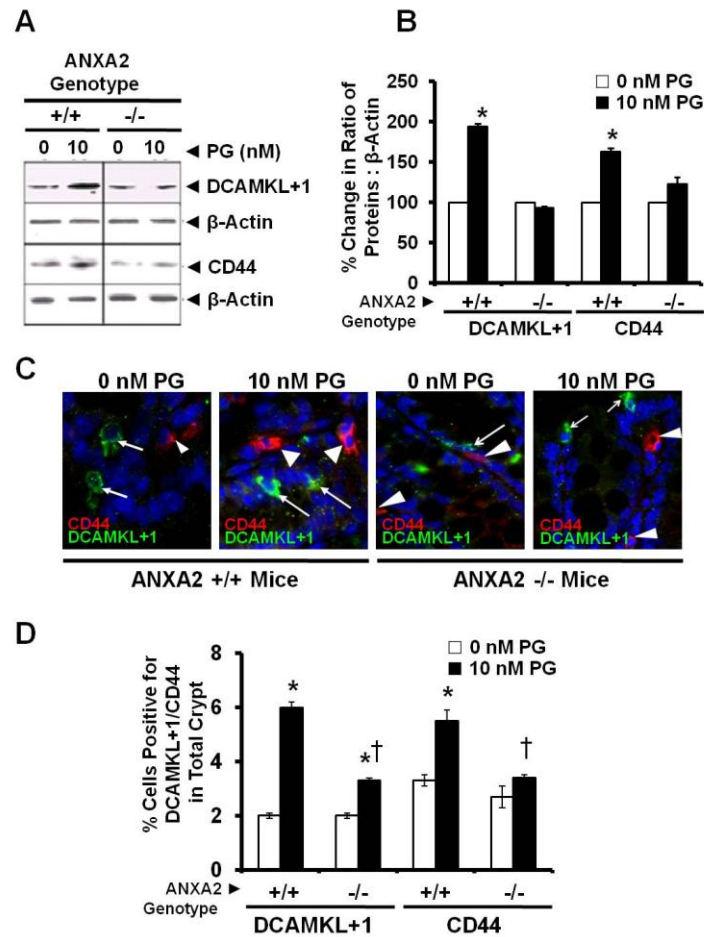 A
ANXA2
Genotype
+/+ -/-
0 10 0 10 ◄ PG (nM)
◄ DCAMKL+1
◄ β-Actin
◄ CD44
◄ β-Actin
B
% Change in Ratio of
Proteins : β-Actin
250
200
150
100
50
0
0 nM PG
10 nM PG
* *
ANXA2 ►
Genotype
+/+ -/- +/+ -/-
DCAMKL+1 CD44
C
0 nM PG 10 nM PG 0 nM PG 10 nM PG
CD44 CD44 CD44 CD44
DCAMKL+1 DCAMKL+1 DCAMKL+1 DCAMKL+1
ANXA2 +/+ Mice ANXA2 -/- Mice
D
% Cells Positive for
DCAMKL+1/CD44
in Total Crypt
8
6
4
2
0
0 nM PG
10 nM PG
* *† * †
ANXA2 ►
Genotype
+/+ -/- +/+ -/-
DCAMKL+1 CD44